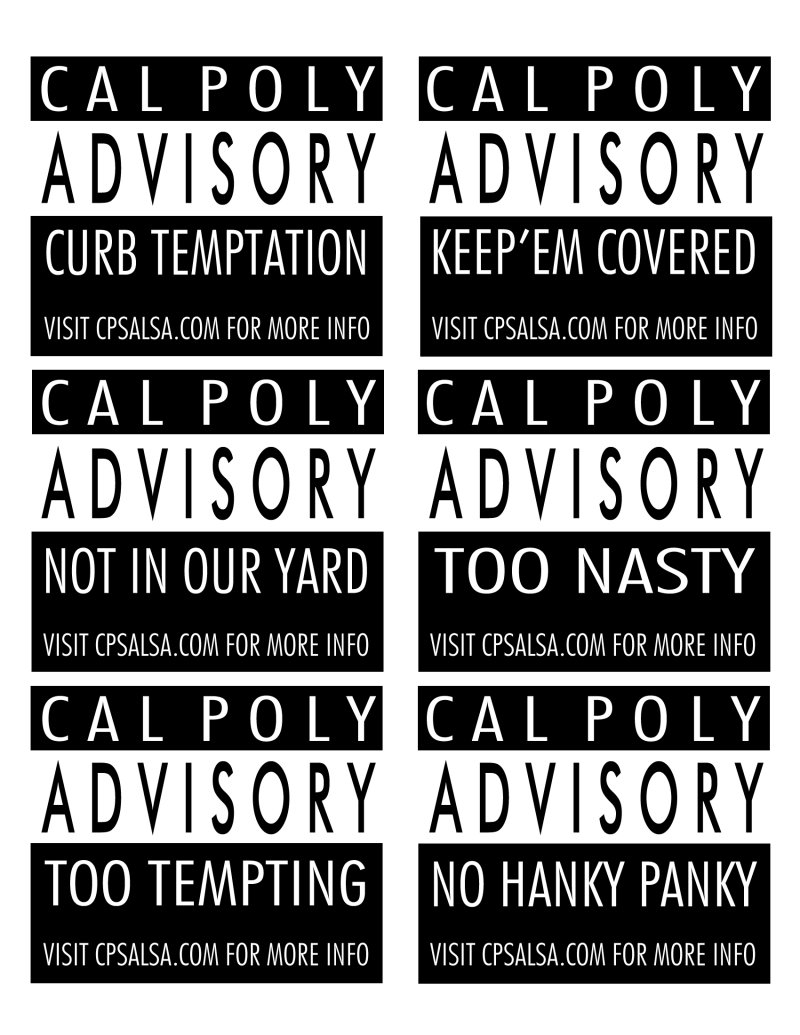 CAL POLY
ADVISORY
CURB TEMPTATION
VISIT CPSALSA.COM FOR MORE INFO
CAL POLY
ADVISORY
KEEP'EM COVERED
VISIT CPSALSA.COM FOR MORE INFO
CAL POLY
ADVISORY
NOT IN OUR YARD
VISIT CPSALSA.COM FOR MORE INFO
CAL POLY
ADVISORY
TOO NASTY
VISIT CPSALSA.COM FOR MORE INFO
CAL POLY
ADVISORY
TOO TEMPTING
VISIT CPSALSA.COM FOR MORE INFO
CAL POLY
ADVISORY
NO HANKY PANKY
VISIT CPSALSA.COM FOR MORE INFO